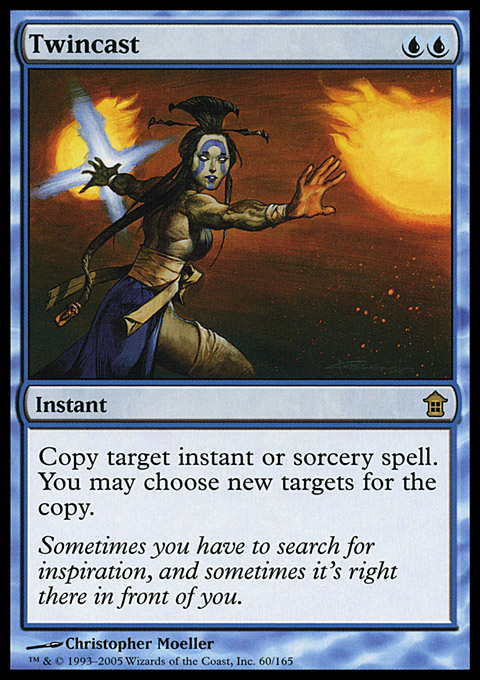 Twincast
Instant
Copy target instant or sorcery spell.
You may choose new targets for the
copy.
Sometimes you have to search for
inspiration, and sometimes it's right
there in front of you.
Christopher Moeller
™ & © 1993–2005 Wizards of the Coast, Inc. 60/165